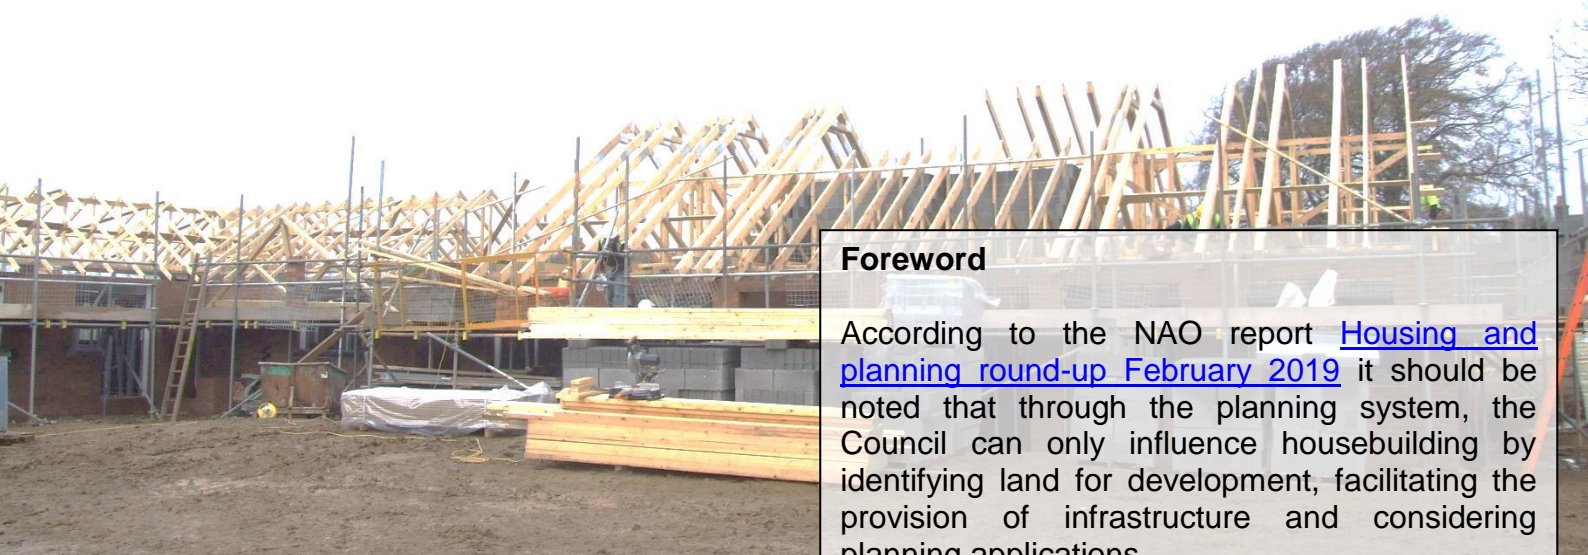 Foreword
According to the NAO report Housing and
planning round-up February 2019 it should be
noted that through the planning system, the
Council can only influence housebuilding by
identifying land for development, facilitating the
provision of infrastructure and considering
planning applications